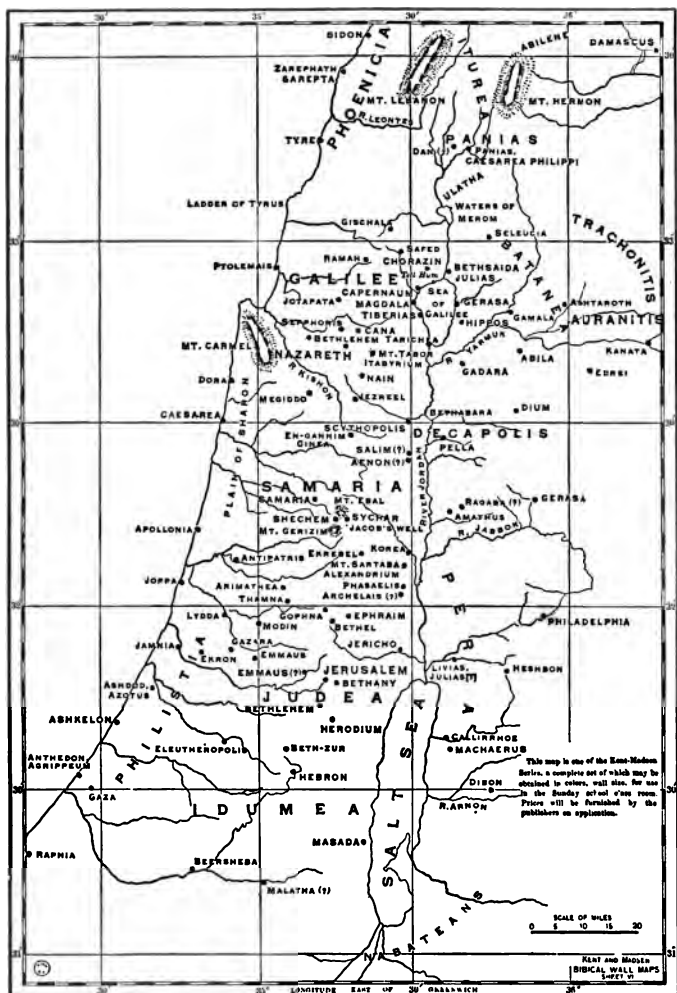 SIDON
ABILENE
DAMASCUS
ZAREPHATH
SAREPTA
PHOENICIA
TUREA
MT. LEBANON
MT. HERMON
R. LEONTES
PANIAS
TYRE
DAN (?)
PANIAS,
CAESAREA PHILIPPI
ULATHA
LADDER OF TYRUS
WATERS OF
MEROM
GISCHALA
SELEUCIA
TRACHONITIS
BATANEA
SAFED
RAMAH
CHORAZIN
PTOLEMAIS
GALILEE
Tell Hum
BETHSAIDA
JULIAS
CAPERNAUM
JOTAPATA
MAGDALA
SEA
OF
GALILEE
GERASA
ASHTAROTH
TIBERIAS
GAMALA
AURANITIS
SEPPHORIS
CANA
HIPPOS
BETHLEHEM
TARICHEA
R. YARMUK
KANATA
MT. CARMEL
NAZARETH
MT. TABOR
ITABYRIUM
ABILA
GADARA
EDREI
R. KISHON
NAIN
DORA
MEGIDDO
JEZREEL
BETHABARA
DIUM
CAESAREA
PLAIN OF SHARON
SCYTHOPOLIS
EN-GANNIM
GINEA
DECAPOLIS
PELLA
SALIM (?)
AENON (?)
RIVER JORDAN
SAMARIA
SAMARIA
MT. EBAL
RAGABA (?)
GERASA
AMATHUS
SHECHEM
SYCHAR
JACOB'S WELL
MT. GERIZIM
R. JABBOK
APOLLONIA
ANTIPATRIS
EKREBEL
KOREA
MT. SARTABA
ALEXANDRIUM
JOPPA
ARIMATHEA
PHASAELIS
THAMNA
ARCHELAIS (?)
PEREA
LYDDA
GOPHNA
EPHRAIM
PHILADELPHIA
MODIN
BETHEL
JAMNIA
GAZARA
JERICHO
EKRON
EMMAUS
LIVIAS,
JULIAS (?)
HESHBON
EMMAUS (?)
JERUSALEM
BETHANY
ASHDOD,
AZOTUS
JUDEA
BETHLEHEM
ASHKELON
HERODIUM
CALLIRRHOE
PHILISTIA
ELEUTHEROPOLIS
BETH-ZUR
MACHAERUS
ANTHEDON,
AGRIPPEUM
HEBRON
DIBON
GAZA
IDUMEA
SALT SEA
R. ARNON
MASADA
RAPHIA
BEERSHEBA
MALATHA (?)
NABATEANS
This map is one of the Kent-Madsen
Series, a complete set of which may be
obtained in colors, wall size, for use
in the Sunday school class room.
Prices will be furnished by the
publishers on application.
SCALE OF MILES
0 5 10 20
KENT AND MADSEN
BIBICAL WALL MAPS
SHEET VI
LONGITUDE EAST OF GREENWICH